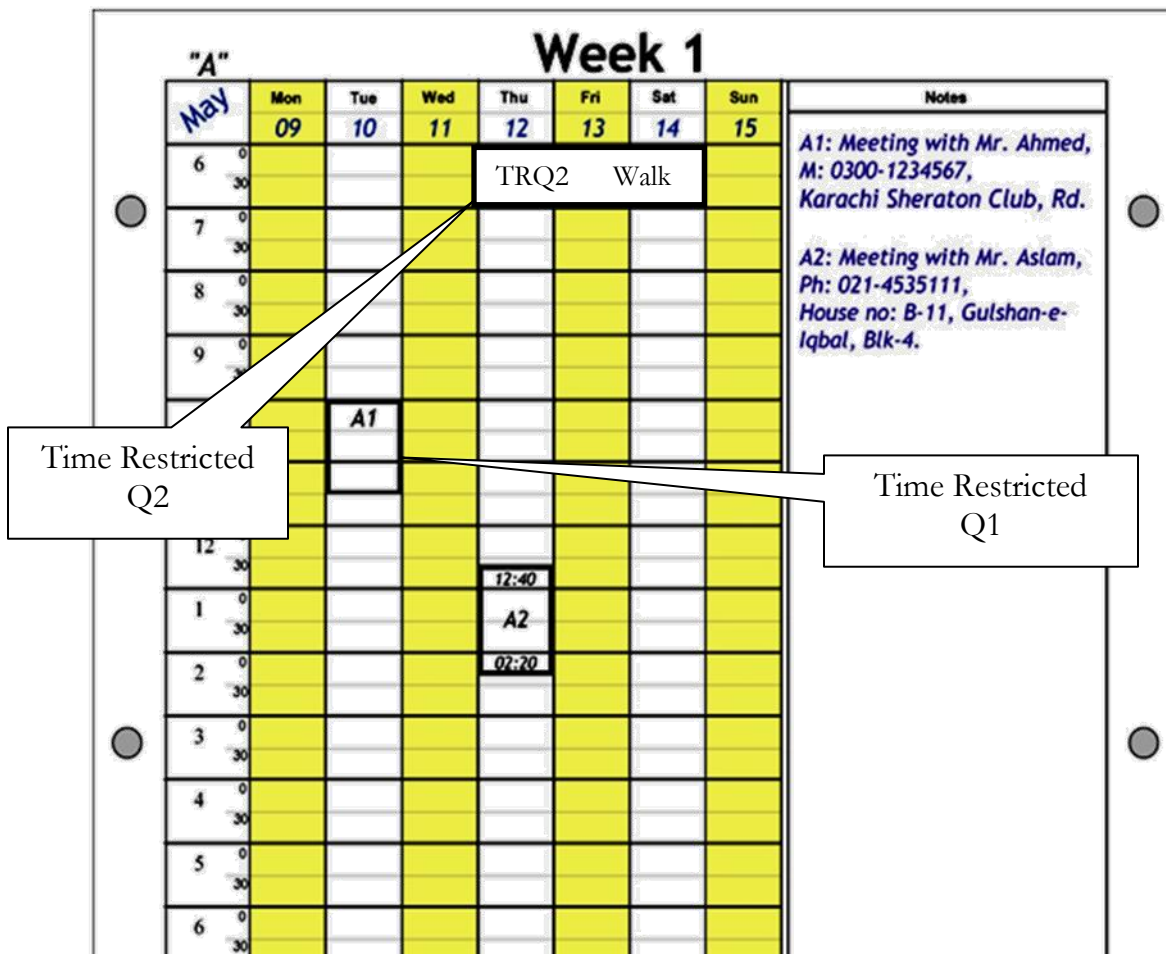 Week 1
"A"
May
Mon Tue Wed Thu Fri Sat Sun
09 10 11 12 13 14 15
Notes
6 0
30
TRQ2 Walk
7 0
30
8 0
30
9 0
A1
12
30
12:40
1 0
30
A2
2 0
30
02:20
3 0
30
4 0
30
5 0
30
6 0
30
A1: Meeting with Mr. Ahmed,
M: 0300-1234567,
Karachi Sheraton Club, Rd.
A2: Meeting with Mr. Aslam,
Ph: 021-4535111,
House no: B-11, Gulshan-e-
Iqbal, Blk-4.
Time Restricted
Q2
Time Restricted
Q1